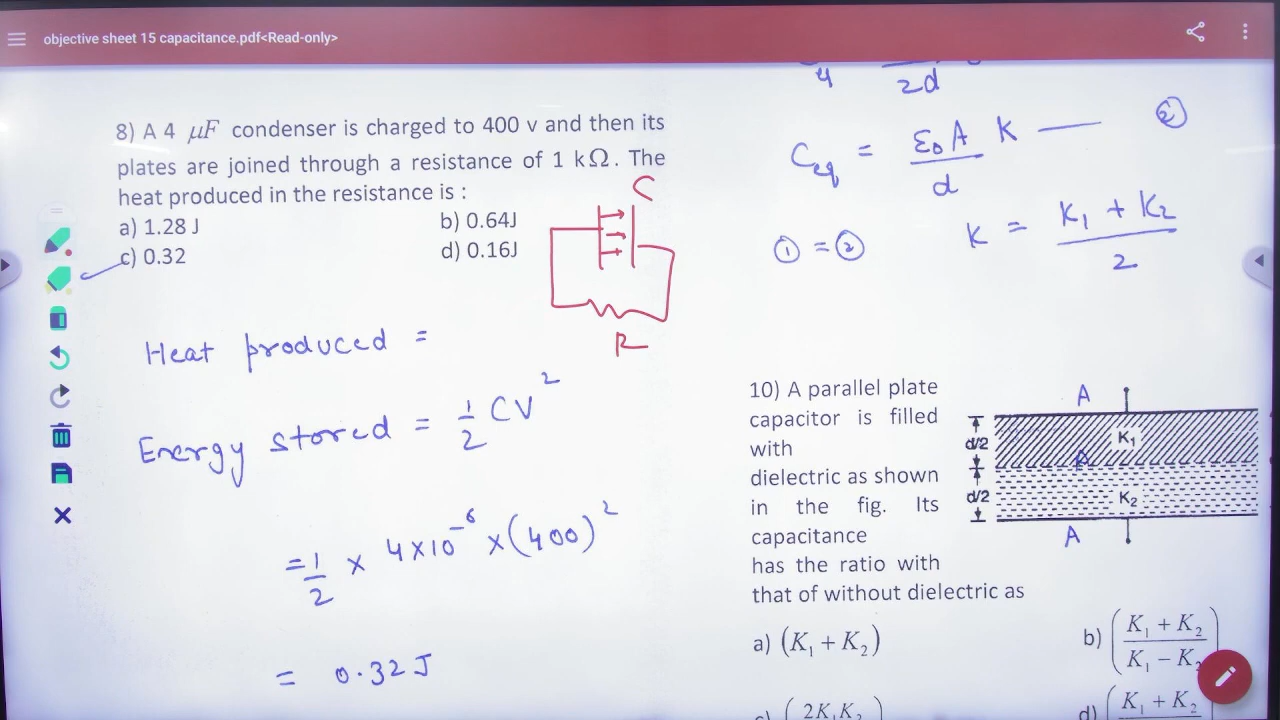 objective sheet 15 capacitance.pdf<Read-only>
8) A 4 μF condenser is charged to 400 v and then its
plates are joined through a resistance of 1 kΩ. The
heat produced in the resistance is :
a) 1.28 J b) 0.64J
c) 0.32 d) 0.16J
C
R
Heat produced =
Energy stored = 1/2 CV²
= 1/2 × 4×10⁻⁶ ×(400)²
= 0.32 J
2d
Ceq = ε₀A/d K — ②
① = ② K = K₁ + K₂ / 2
10) A parallel plate
capacitor is filled
with
dielectric as shown
in the fig. Its
capacitance
has the ratio with
that of without dielectric as
A
d/2 K₁
A
d/2 K₂
A
a) (K₁ + K₂) b) (K₁ + K₂ / K₁ − K₂)
2K₁K₂ d) (K₁ + K₂